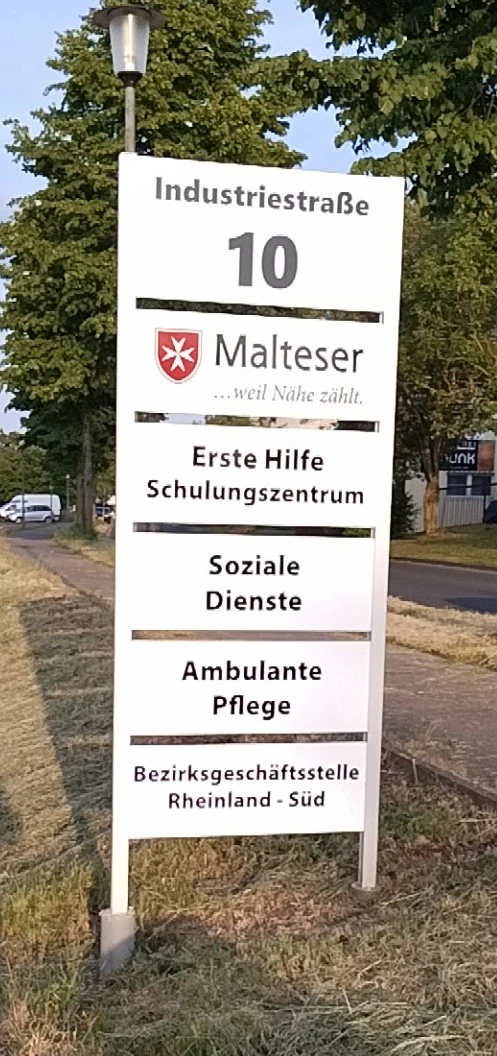 Industriestraße
10
Malteser
...weil Nähe zählt.
Erste Hilfe
Schulungszentrum
Soziale
Dienste
Ambulante
Pflege
Bezirksgeschäftsstelle
Rheinland - Süd